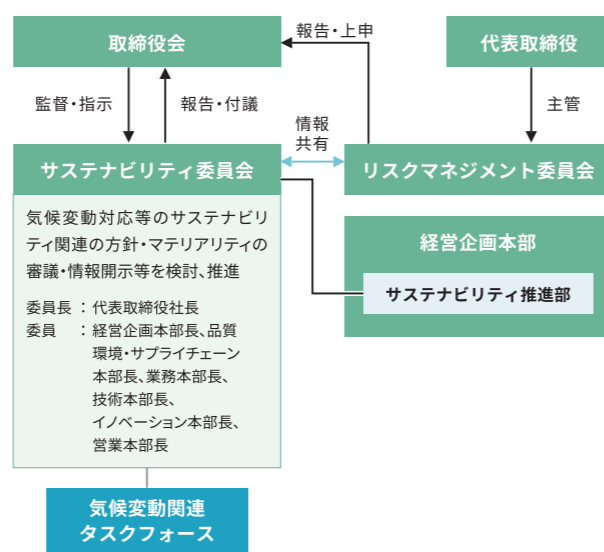 取締役会
報告・上申
代表取締役
監督・指示
報告・付議
主管
情報
共有
サステナビリティ委員会
リスクマネジメント委員会
気候変動対応等のサステナビリ
ティ関連の方針・マテリアリティの
審議・情報開示等を検討、推進
委員長：代表取締役社長
委員　：経営企画本部長、品質
環境・サプライチェーン
本部長、業務本部長、
技術本部長、
イノベーション本部長、
営業本部長
経営企画本部
サステナビリティ推進部
気候変動関連
タスクフォース